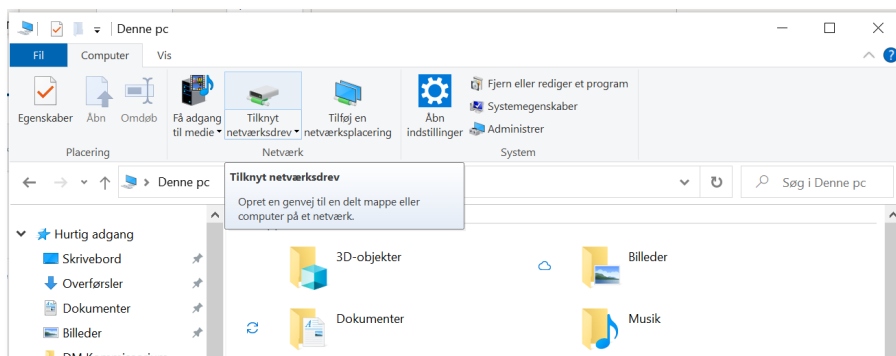 Denne pc
Fil Computer Vis
Egenskaber Åbn Omdøb
Få adgang
til medie
Tilknyt
netværksdrev
Tilføj en
netværksplacering
Åbn
indstillinger
Fjern eller rediger et program
Systemegenskaber
Administrer
Placering Netværk System
Denne pc
Søg i Denne pc
Tilknyt netværksdrev
Opret en genvej til en delt mappe eller
computer på et netværk.
Hurtig adgang
Skrivebord
Overførsler
Dokumenter
Billeder
3D-objekter Billeder
Dokumenter Musik